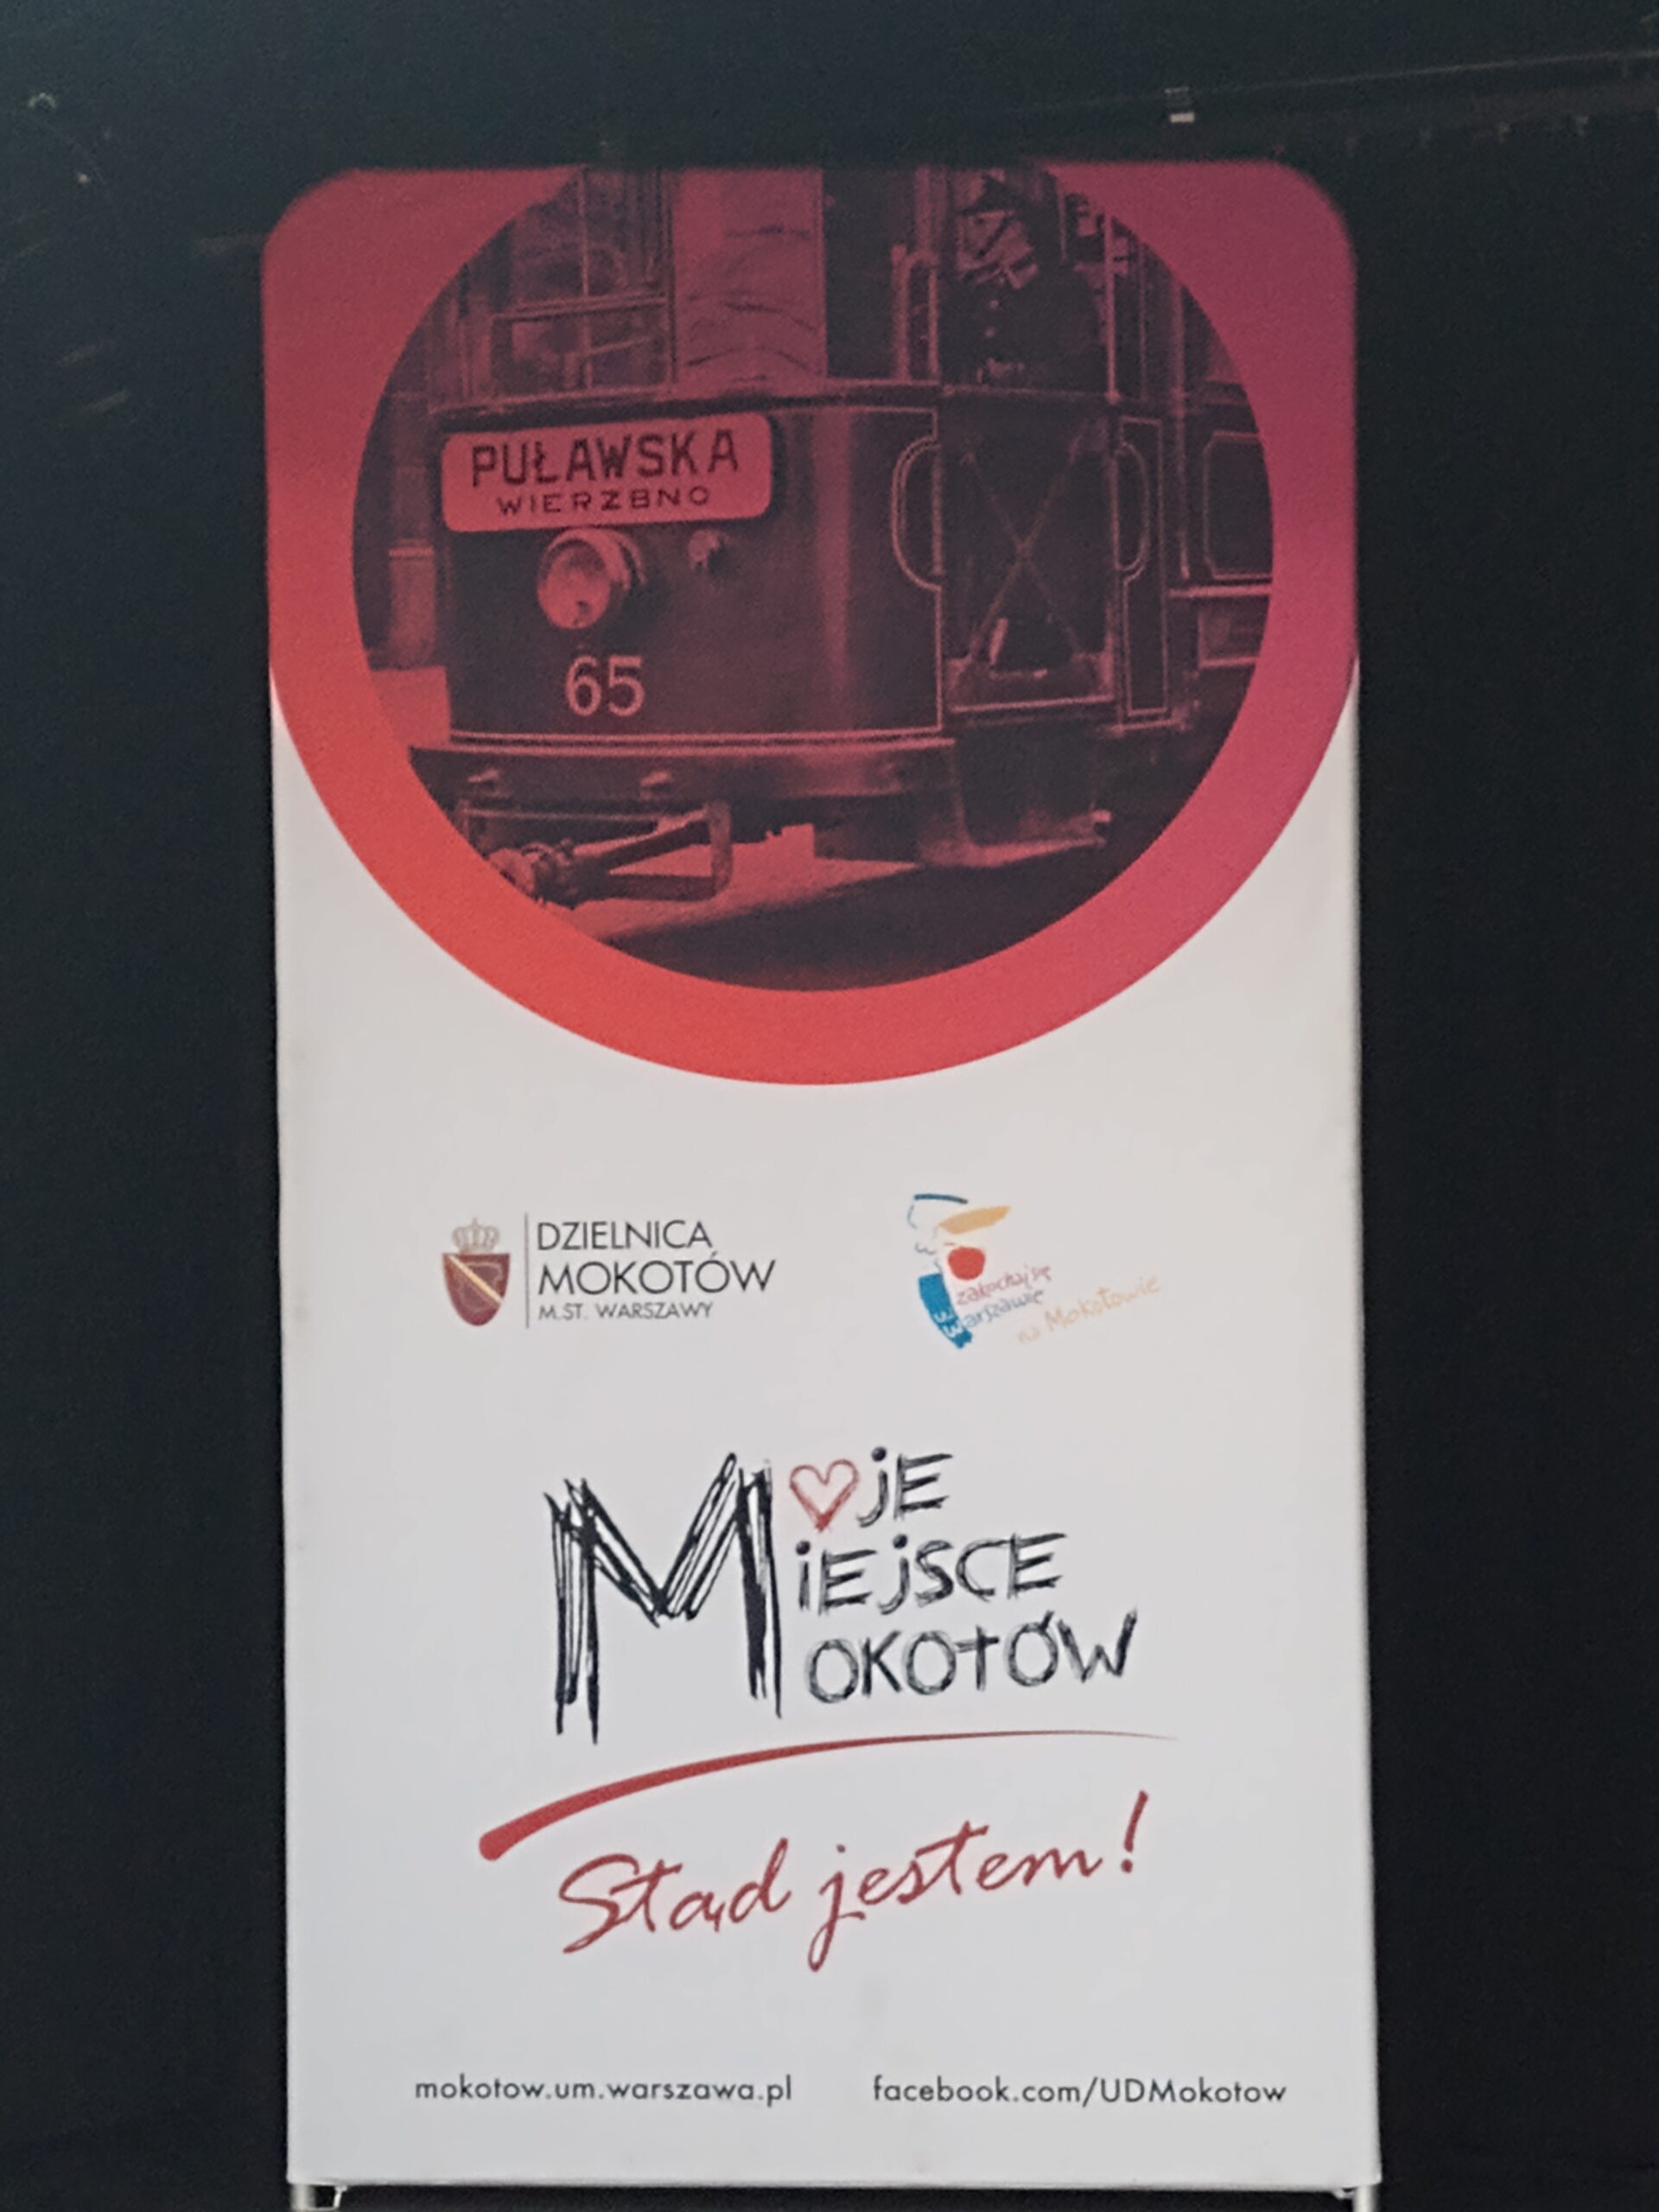 PUŁAWSKA
WIERZBNO
65
DZIELNICA
MOKOTÓW
M.ST. WARSZAWY
zakochaj się
w Warszawie
na Mokotowie
MOJE
MIEJSCE
MOKOTÓW
Stąd jestem!
mokotow.um.warszawa.pl
facebook.com/UDMokotow